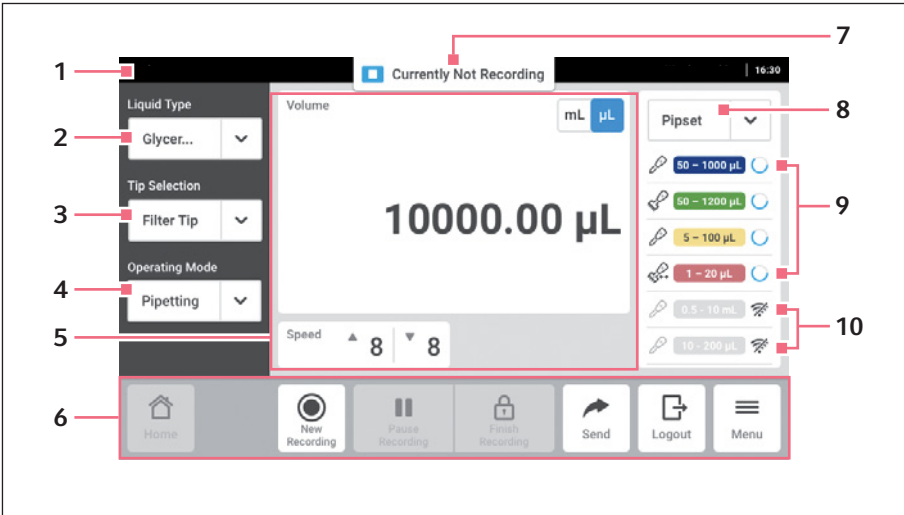 7
1
Currently Not Recording
16:30
Liquid Type
Volume
mL
µL
Pipset
8
2
Glycer...
50 – 1000 µL
Tip Selection
50 – 1200 µL
9
3
Filter Tip
10000.00 µL
5 – 100 µL
Operating Mode
1 – 20 µL
4
Pipetting
0.5 - 10 mL
10
5
Speed
8
8
10 - 200 µL
6
Home
New
Recording
Pause
Recording
Finish
Recording
Send
Logout
Menu